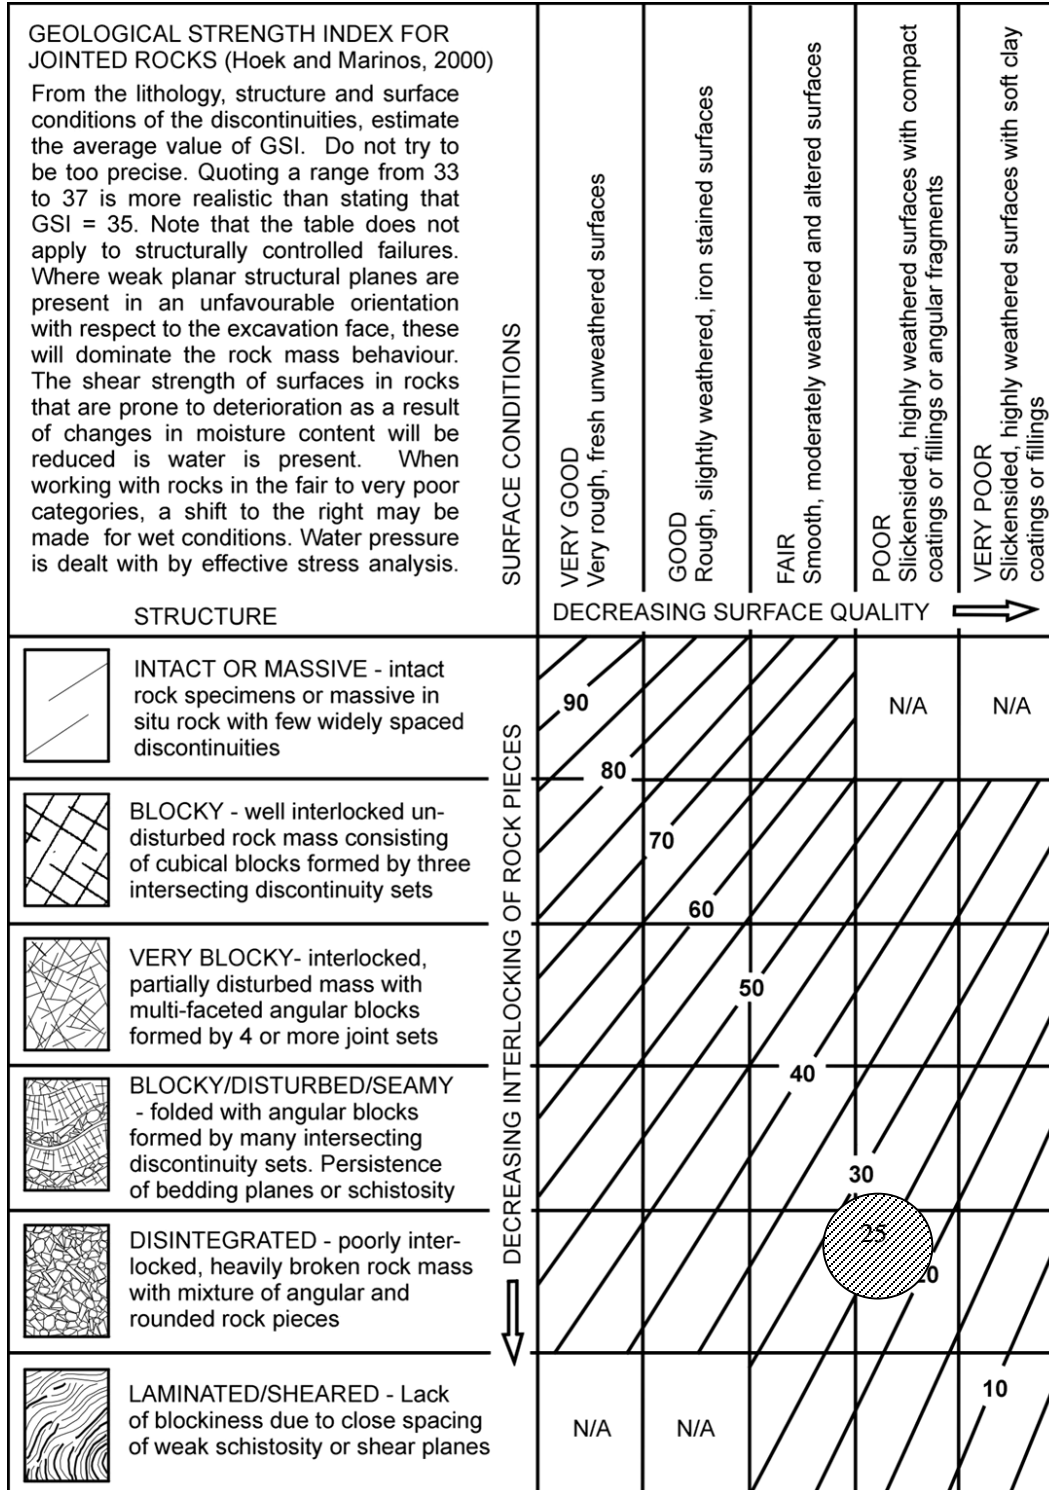 GEOLOGICAL STRENGTH INDEX FOR
JOINTED ROCKS (Hoek and Marinos, 2000)
From the lithology, structure and surface
conditions of the discontinuities, estimate
the average value of GSI. Do not try to
be too precise. Quoting a range from 33
to 37 is more realistic than stating that
GSI = 35. Note that the table does not
apply to structurally controlled failures.
Where weak planar structural planes are
present in an unfavourable orientation
with respect to the excavation face, these
will dominate the rock mass behaviour.
The shear strength of surfaces in rocks
that are prone to deterioration as a result
of changes in moisture content will be
reduced is water is present. When
working with rocks in the fair to very poor
categories, a shift to the right may be
made for wet conditions. Water pressure
is dealt with by effective stress analysis.
STRUCTURE
SURFACE CONDITIONS
VERY GOOD
Very rough, fresh unweathered surfaces
GOOD
Rough, slightly weathered, iron stained surfaces
FAIR
Smooth, moderately weathered and altered surfaces
POOR
Slickensided, highly weathered surfaces with compact
coatings or fillings or angular fragments
VERY POOR
Slickensided, highly weathered surfaces with soft clay
coatings or fillings
DECREASING SURFACE QUALITY
DECREASING INTERLOCKING OF ROCK PIECES
INTACT OR MASSIVE - intact
rock specimens or massive in
situ rock with few widely spaced
discontinuities
90
N/A
N/A
80
BLOCKY - well interlocked un-
disturbed rock mass consisting
of cubical blocks formed by three
intersecting discontinuity sets
70
60
VERY BLOCKY- interlocked,
partially disturbed mass with
multi-faceted angular blocks
formed by 4 or more joint sets
50
BLOCKY/DISTURBED/SEAMY
- folded with angular blocks
formed by many intersecting
discontinuity sets. Persistence
of bedding planes or schistosity
40
30
DISINTEGRATED - poorly inter-
locked, heavily broken rock mass
with mixture of angular and
rounded rock pieces
25
20
LAMINATED/SHEARED - Lack
of blockiness due to close spacing
of weak schistosity or shear planes
N/A
N/A
10